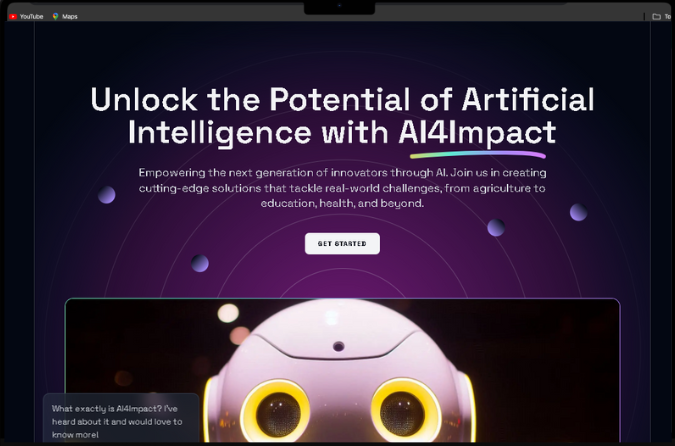 YouTube
Maps
Unlock the Potential of Artificial
Intelligence with AI4Impact
Empowering the next generation of innovators through AI. Join us in creating
cutting-edge solutions that tackle real-world challenges, from agriculture to
education, health, and beyond.
GET STARTED
What exactly is AI4Impact? I've
heard about it and would love to
know more!